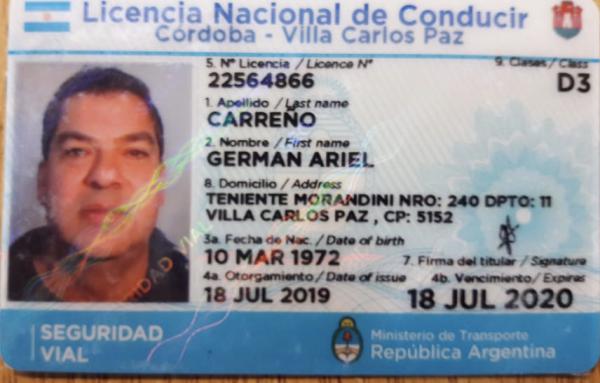 Licencia Nacional de Conducir
Córdoba - Villa Carlos Paz
5. Nº Licencia / Licence Nº
9. Clases / Class
22564866
D3
1. Apellido / Last name
CARREÑO
2. Nombre / First name
GERMAN ARIEL
8. Domicilio / Address
TENIENTE MORANDINI NRO: 240 DPTO: 11
VILLA CARLOS PAZ , CP: 5152
3a. Fecha de Nac. / Date of birth
10 MAR 1972
7. Firma del titular / Signature
4a. Otorgamiento / Date of issue
4b. Vencimiento / Expires
18 JUL 2019
18 JUL 2020
SEGURIDAD
VIAL
Ministerio de Transporte
República Argentina